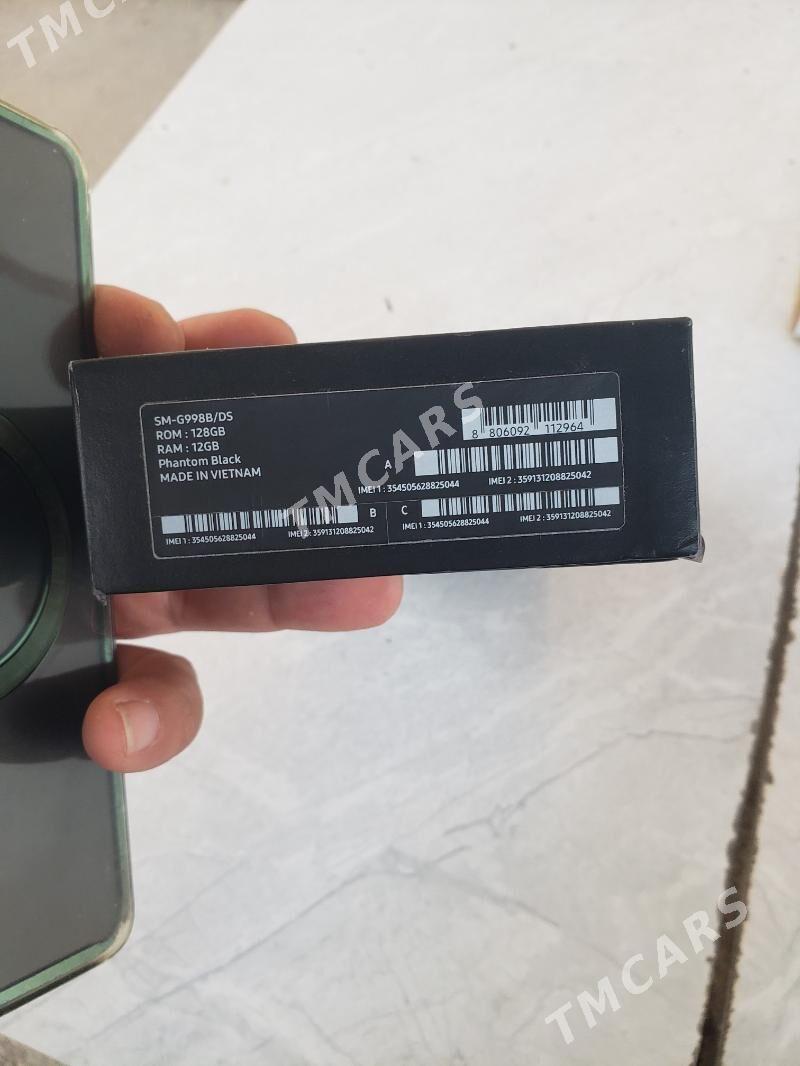 TMCARS
SM-G998B/DS
ROM : 128GB
RAM : 12GB
Phantom Black
MADE IN VIETNAM
8 806092 112964
A
IMEI 1 : 354505628825044 IMEI 2 : 359131208825042
B
IMEI 1 : 354505628825044 IMEI 2 : 359131208825042
C
IMEI 1 : 354505628825044 IMEI 2 : 359131208825042
TMCARS
TMCARS